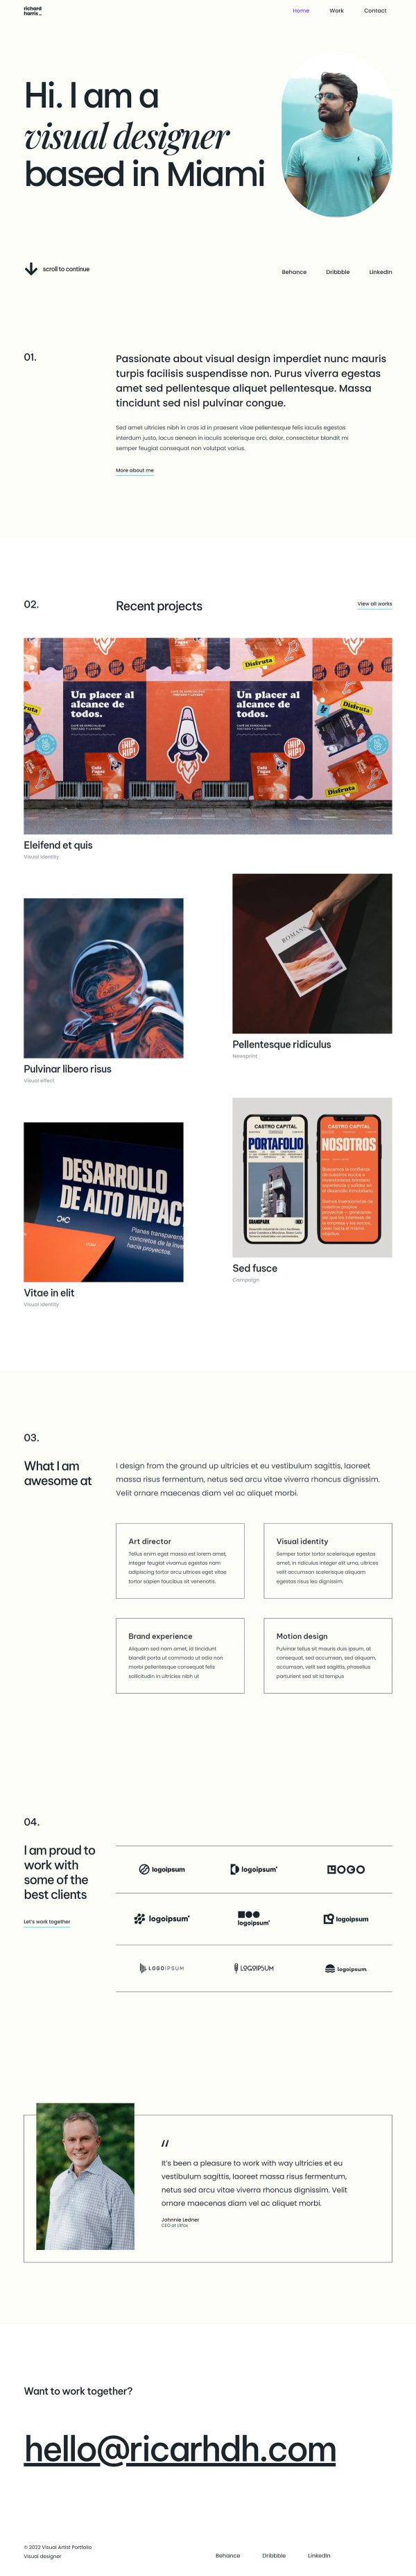 richard
harris_
Home
Work
Contact
Hi. I am a
visual designer
based in Miami
scroll to continue
Behance
Dribbble
LinkedIn
01.
Passionate about visual design imperdiet nunc mauris
turpis facilisis suspendisse non. Purus viverra egestas
amet sed pellentesque aliquet pellentesque. Massa
tincidunt sed nisl pulvinar congue.
Sed amet ultricies nibh in cras id in praesent vitae pellentesque felis iaculis egestas
interdum justo, lacus aenean in iaculis scelerisque orci, dolor, consectetur blandit mi
semper feugiat consequat non volutpat varius.
More about me
02.
Recent projects
View all works
Disfruta
Un placer al
alcance de
todos.
Un placer al
alcance de
todos.
Disfruta
Disfruta
Eleifend et quis
Visual identity
ROMANS
Pellentesque ridiculus
Newsprint
Pulvinar libero risus
Visual effect
CASTRO CAPITAL
PORTAFOLIO
CASTRO CAPITAL
NOSOTROS
Sed fusce
Campaign
DESARROLLO
DE ALTO IMPAC
Planes transparent
concretos de la inve
hacia proyectos.
Vitae in elit
Visual identity
03.
What I am
awesome at
I design from the ground up ultricies et eu vestibulum sagittis, laoreet
massa risus fermentum, netus sed arcu vitae viverra rhoncus dignissim.
Velit ornare maecenas diam vel ac aliquet morbi.
Art director
Tellus enim eget massa est lorem amet,
integer feugiat vivamus egestas nam
adipiscing tortor arcu ultrices eget vitae
tortor sapien faucibus sit venenatis.
Visual identity
Semper tortor tortor scelerisque egestas
amet, in ridiculus integer elit urna, ultrices
velit accumsan scelerisque aliquam
egestas risus leo dignissim.
Brand experience
Aliquam sed nam amet, id tincidunt
blandit porta ut commodo ut odio non
morbi pellentesque consequat felis
sollicitudin in ultricies nibh ut
Motion design
Pulvinar tellus sit mauris duis ipsum, at
consequat, sed accumsan, sed aliquam,
accumsan, velit sed sagittis, phasellus
parturient sed sit id tempus
04.
I am proud to
work with
some of the
best clients
Let's work together
logoipsum
logoipsum
LOGO
logoipsum
logoipsum
logoipsum
LOGOIPSUM
LOGOIPSUM
logoipsum
It's been a pleasure to work with way ultricies et eu
vestibulum sagittis, laoreet massa risus fermentum,
netus sed arcu vitae viverra rhoncus dignissim. Velit
ornare maecenas diam vel ac aliquet morbi.
Johnnie Ledner
CEO at Utfox
Want to work together?
hello@ricarhdh.com
© 2022 Visual Artist Portfolio
Visual designer
Behance
Dribbble
LinkedIn